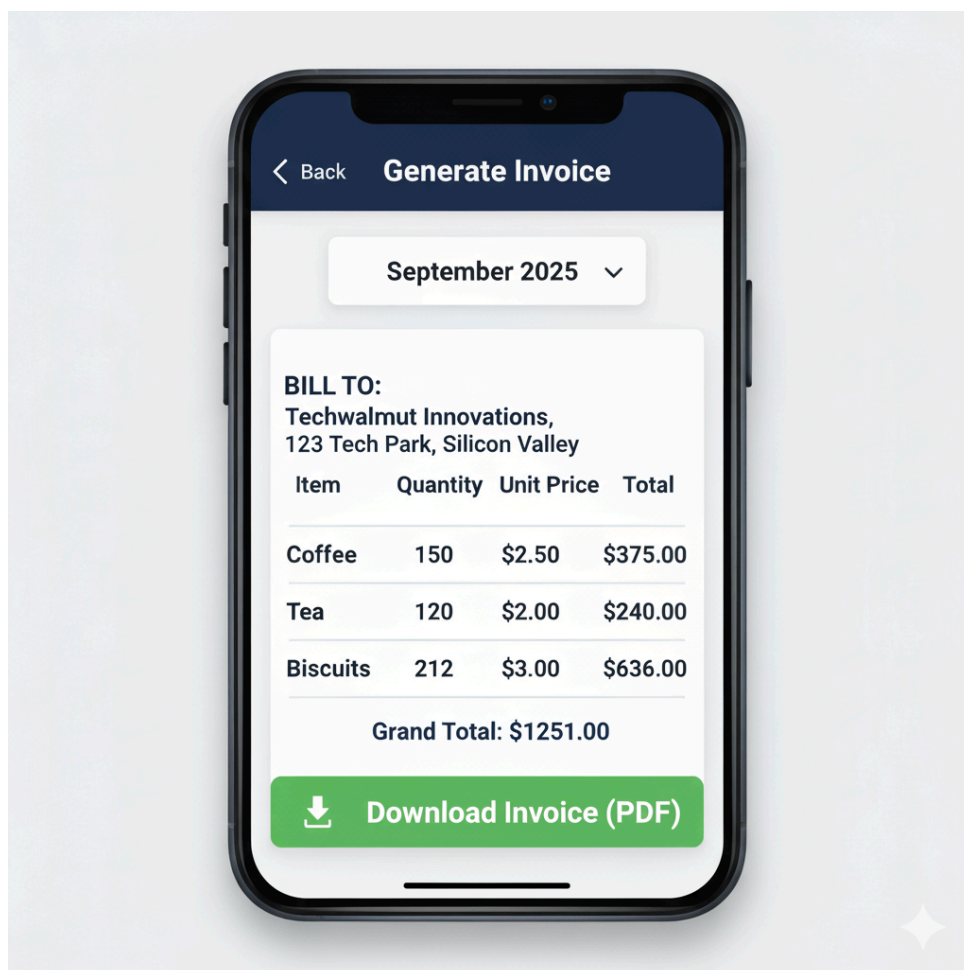 Back Generate Invoice
September 2025
BILL TO:
Techwalmut Innovations,
123 Tech Park, Silicon Valley
Item Quantity Unit Price Total
Coffee 150 $2.50 $375.00
Tea 120 $2.00 $240.00
Biscuits 212 $3.00 $636.00
Grand Total: $1251.00
Download Invoice (PDF)